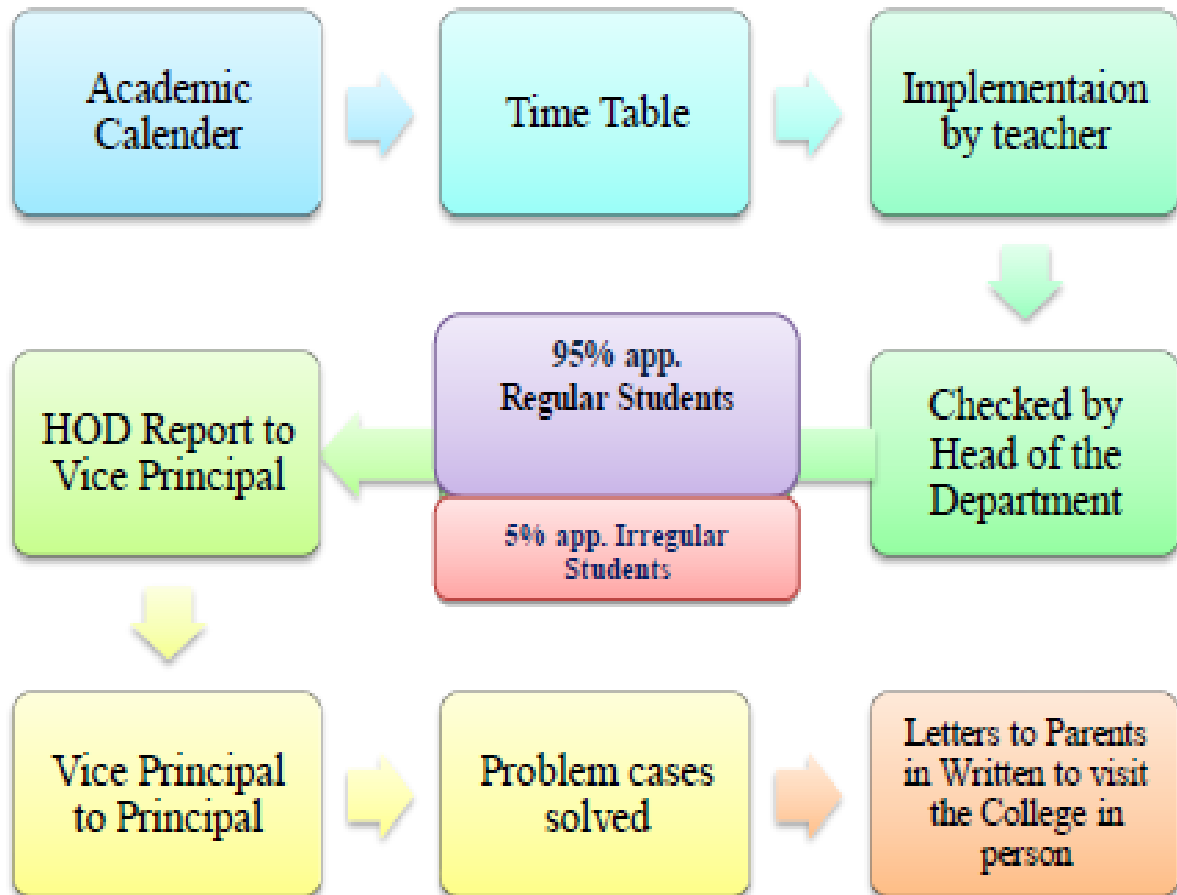 Academic
Calender
Time Table
Implementaion
by teacher
Checked by
Head of the
Department
95% app.
Regular Students
5% app. Irregular
Students
HOD Report to
Vice Principal
Vice Principal
to Principal
Problem cases
solved
Letters to Parents
in Written to visit
the College in
person